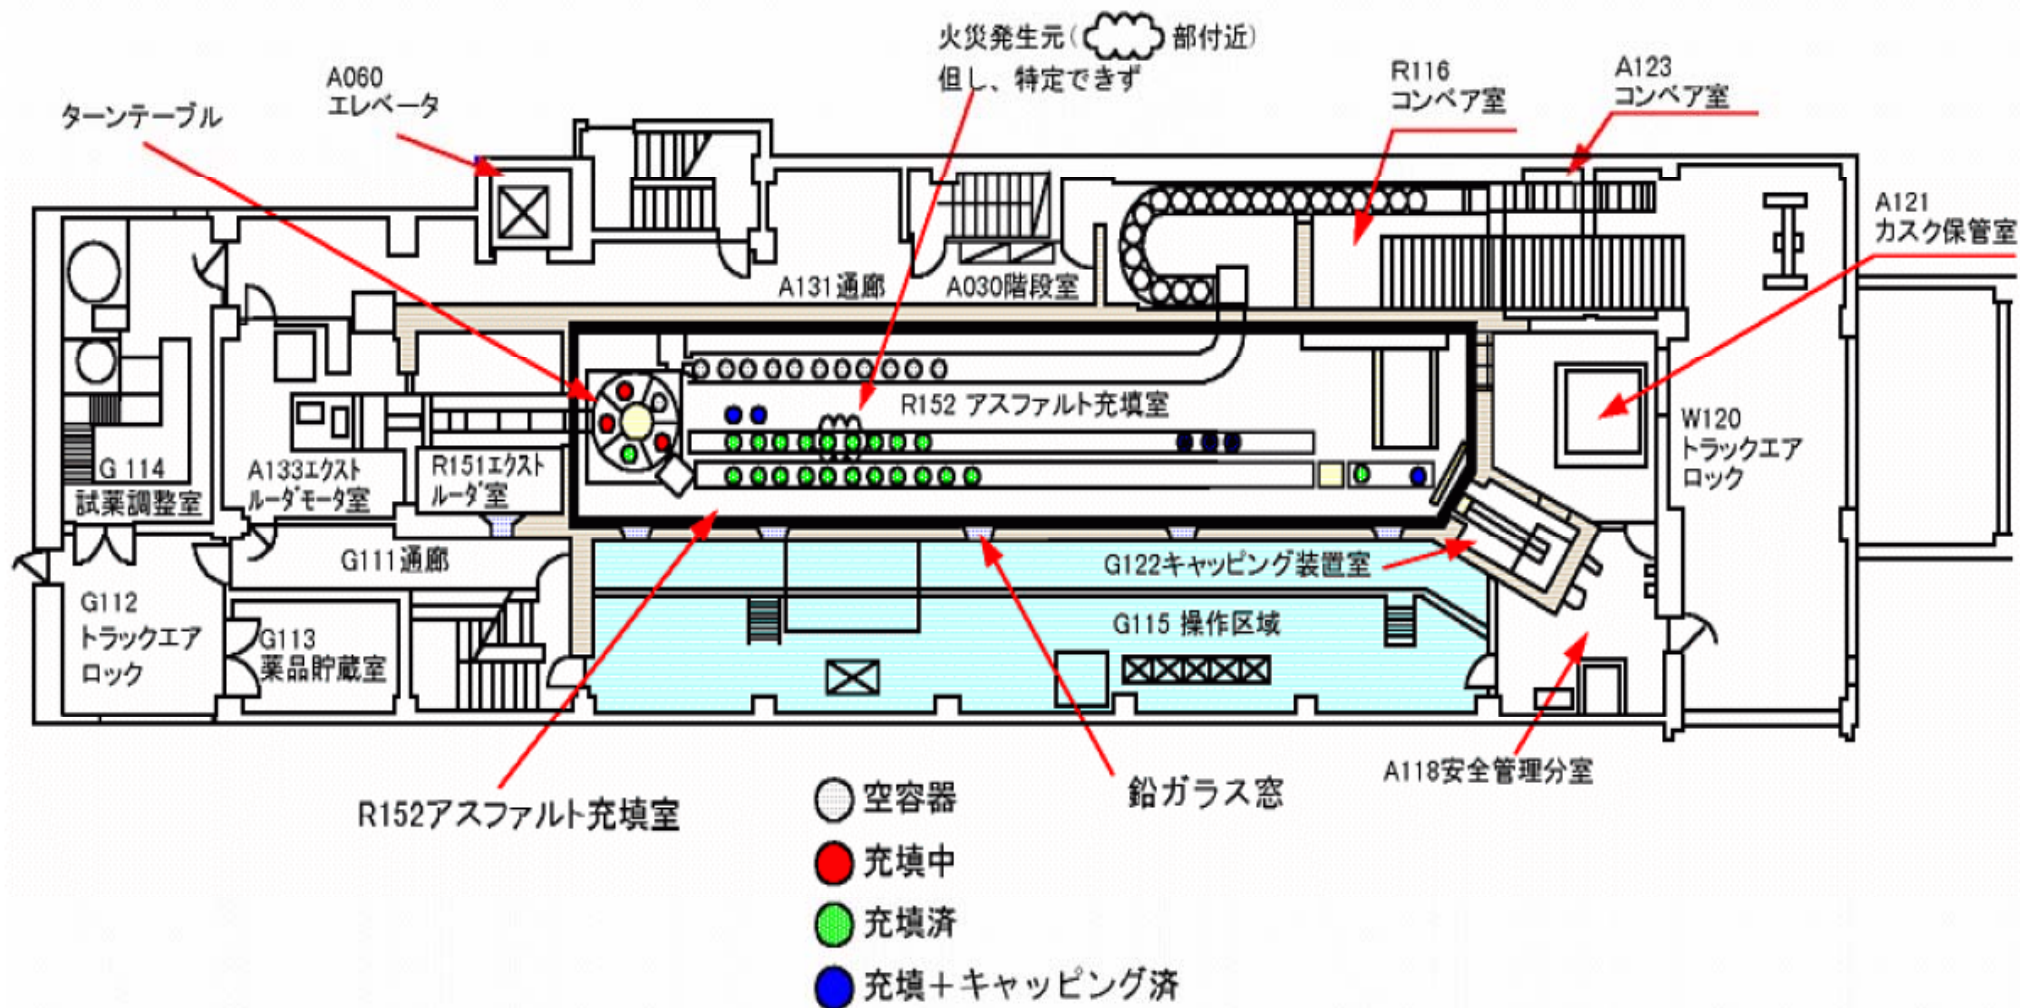 火災発生元(部付近)
但し、特定できず
A060
エレベータ
ターンテーブル
R116
コンベア室
A123
コンベア室
A121
カスク保管室
A131通廊
A030階段室
R152 アスファルト充填室
W120
トラックエア
ロック
G 114
試薬調整室
A133エクスト
ルーダモータ室
R151エクスト
ルーダ室
G111通廊
G122キャッピング装置室
G112
トラックエア
ロック
G113
薬品貯蔵室
G115 操作区域
A118安全管理分室
R152アスファルト充填室
鉛ガラス窓
空容器
充填中
充填済
充填＋キャッピング済